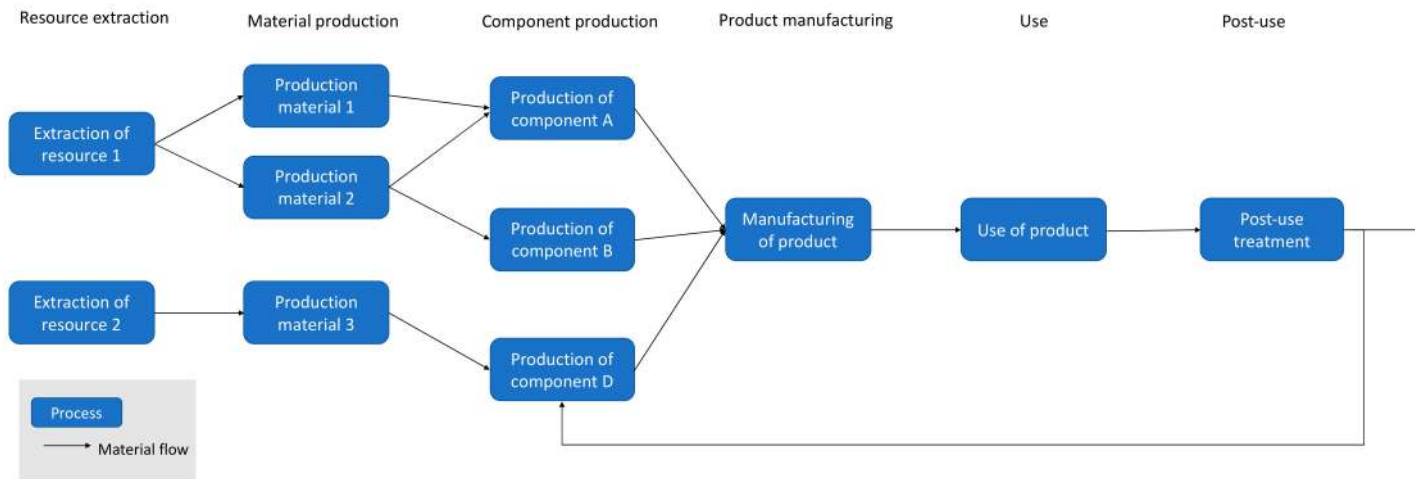 Resource extraction
Material production
Component production
Product manufacturing
Use
Post-use
Extraction of
resource 1
Production
material 1
Production
material 2
Production of
component A
Production of
component B
Manufacturing
of product
Use of product
Post-use
treatment
Extraction of
resource 2
Production
material 3
Production of
component D
Process
Material flow